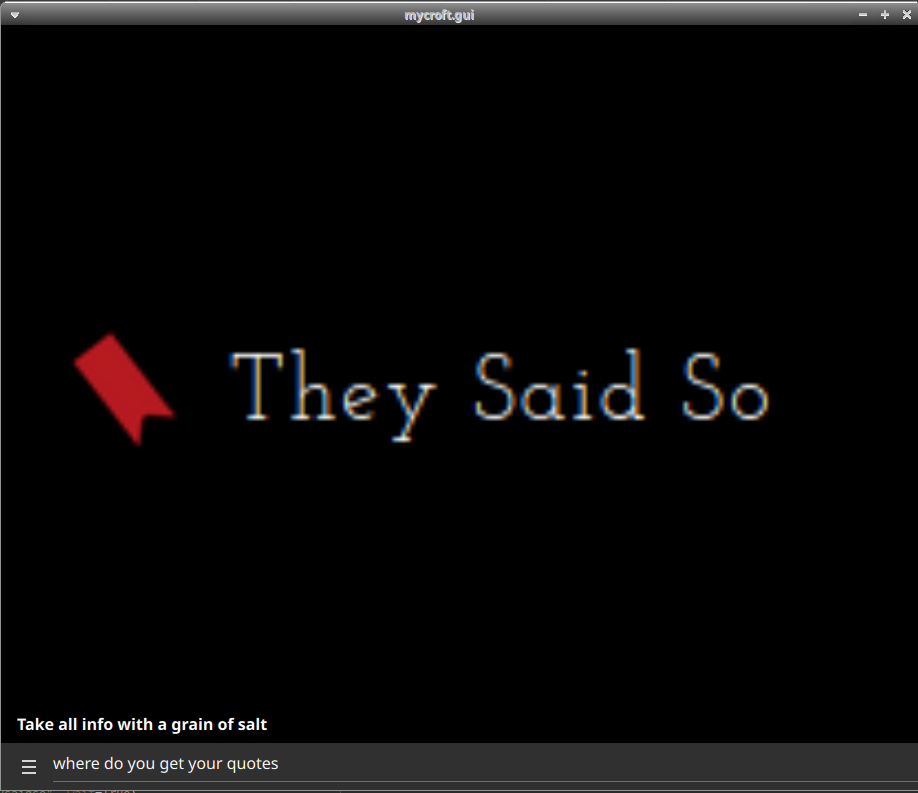 mycroft.gui
They Said So
Take all info with a grain of salt
where do you get your quotes